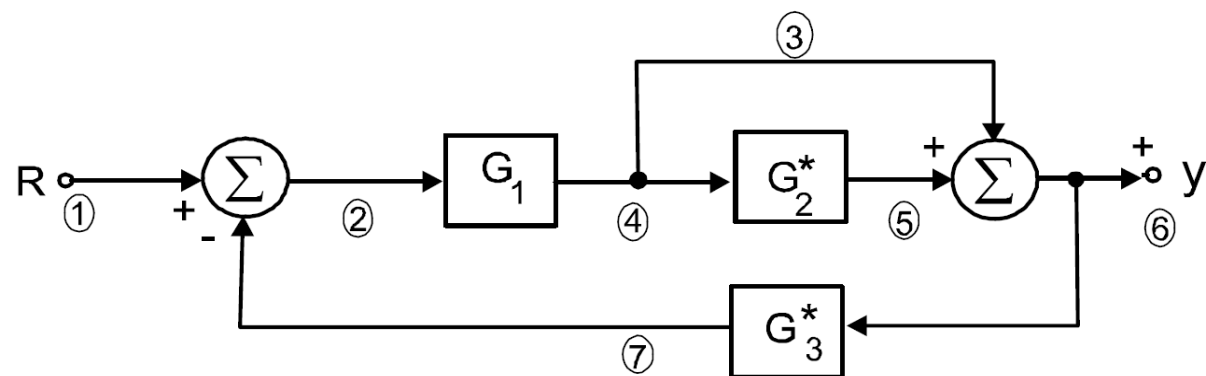 ③
R ① + - Σ ② G1 ④ G2* + ⑤ Σ + ⑥ y
⑦ G3*